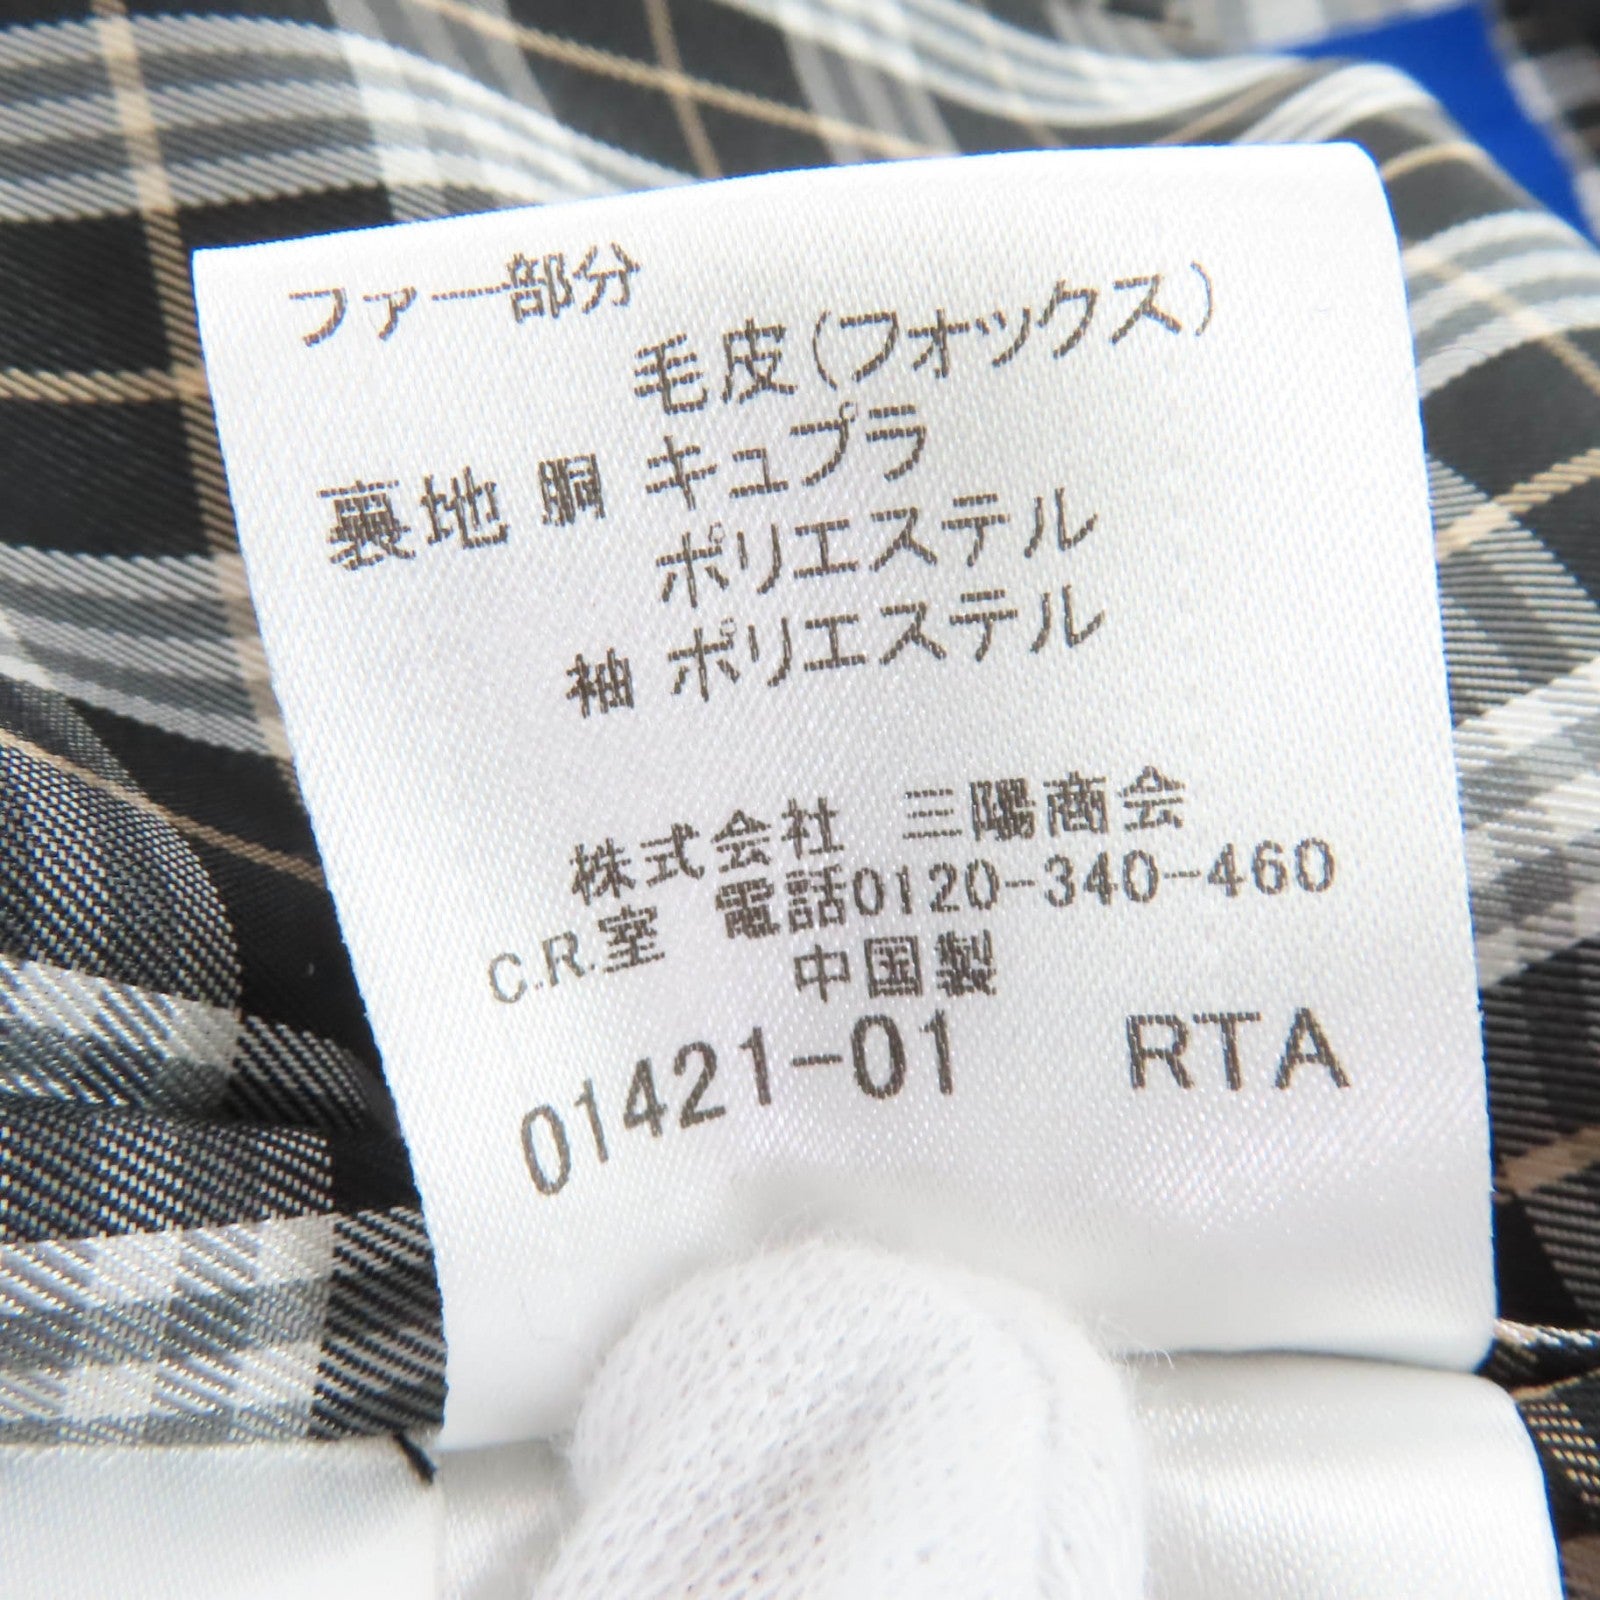 ファー部分
毛皮(フォックス)
裏地 胴 キュプラ
ポリエステル
袖 ポリエステル
株式会社 三陽商会
C.R.室 電話0120-340-460
中国製
01421-01 RTA